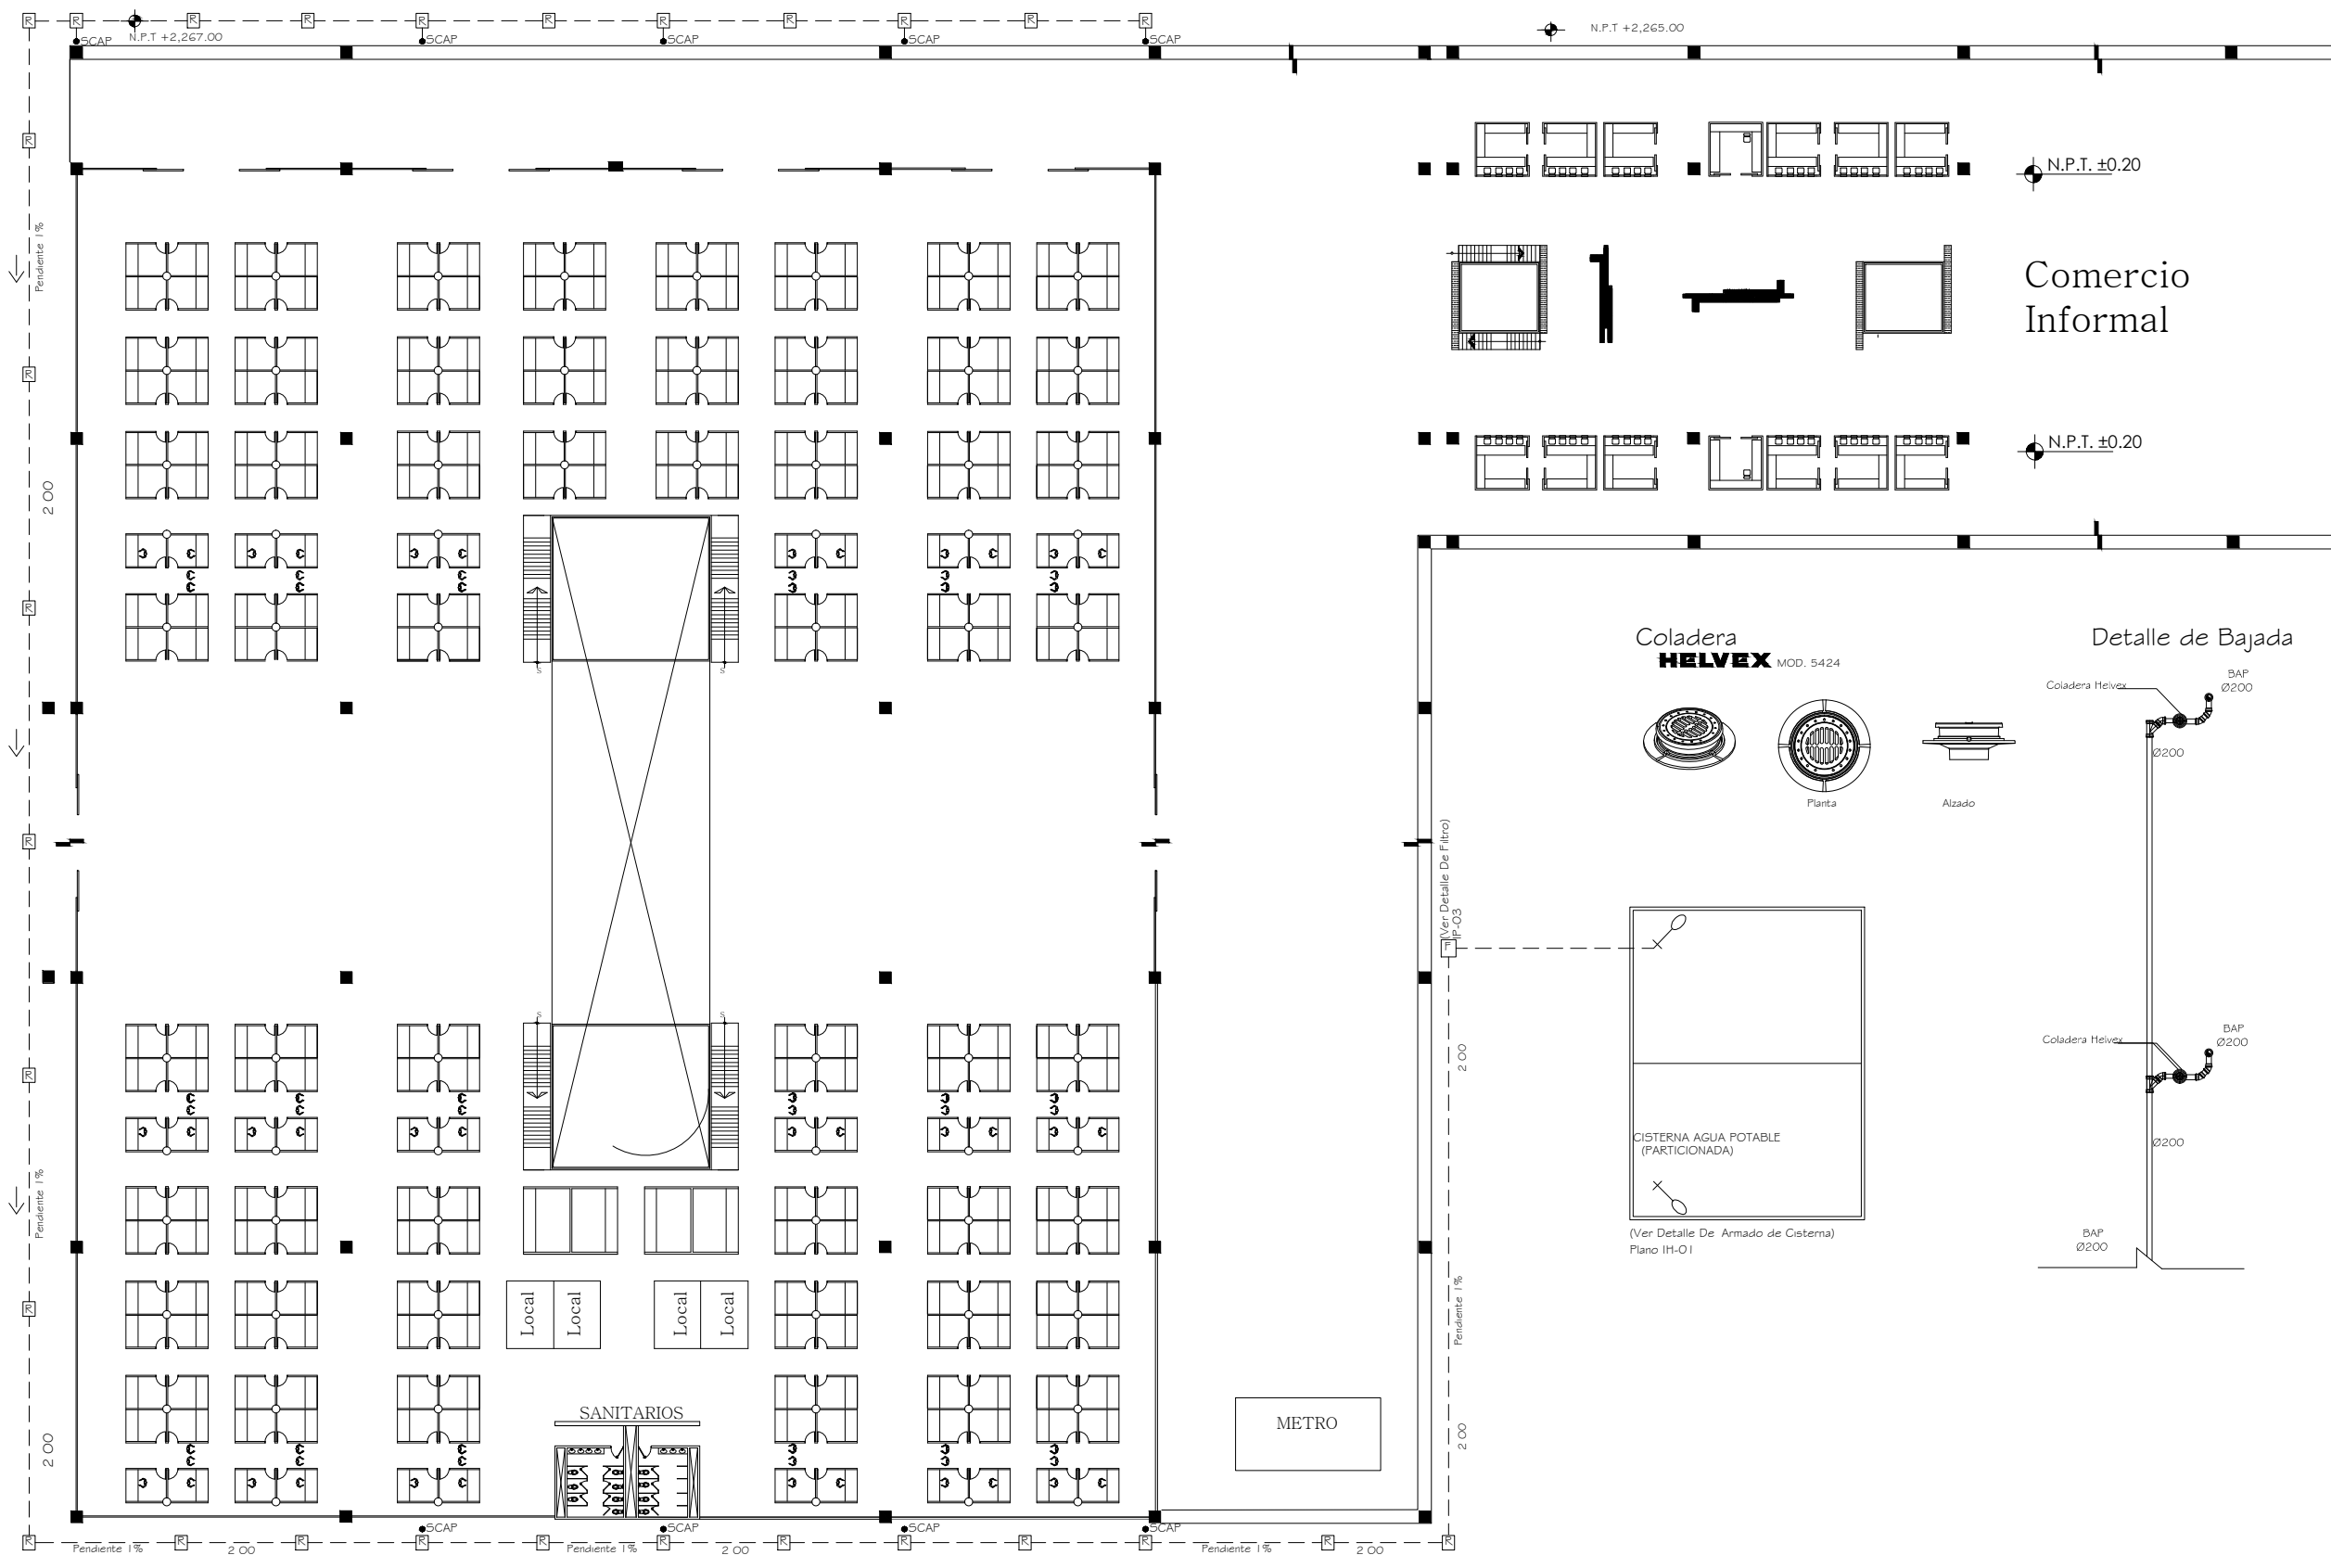 R R R R R R R R R R R
SCAP N.P.T +2,267.00 SCAP SCAP SCAP SCAP
N.P.T +2,265.00
R
N.P.T. ±0.20
Pendiente 1%
Comercio
Informal
R
N.P.T. ±0.20
2 00
R
S S
Coladera
HELVEX MOD. 5424
Planta
Alzado
Detalle de Bajada
BAP
Ø200
Coladera Helvex
Ø200
R
(Ver Detalle De Filtro)
IP-03
F
S S
R
2 00
Coladera Helvex
BAP
Ø200
Ø200
CISTERNA AGUA POTABLE
(PARTICIONADA)
(Ver Detalle De Armado de Cisterna)
Plano IH-01
BAP
Ø200
Pendiente 1%
R
Local Local Local Local
Pendiente 1%
SANITARIOS
METRO
2 00
2 00
SCAP SCAP SCAP SCAP
R R R R R R R R R R R R
Pendiente 1% 2 00 Pendiente 1% 2 00 Pendiente 1% 2 00